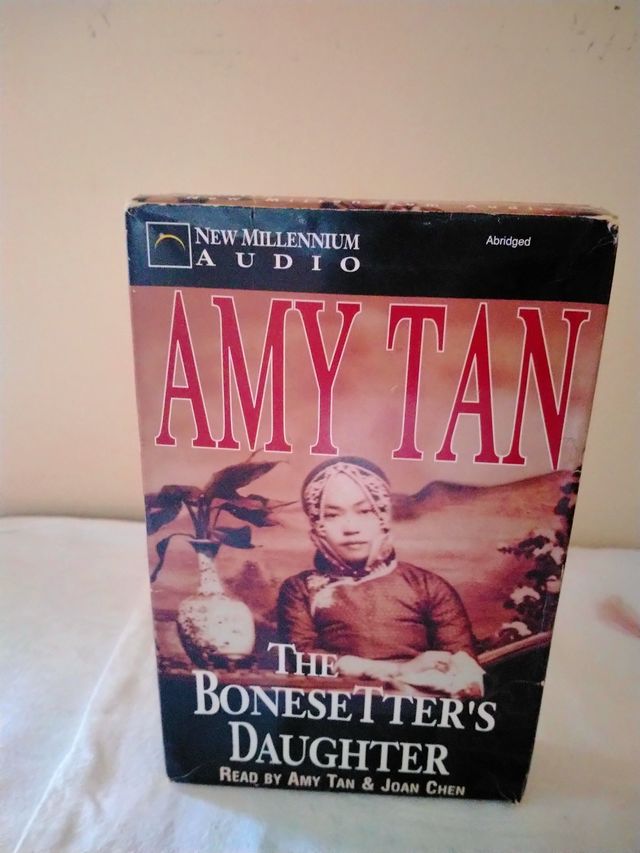 NEW MILLENNIUM
AUDIO
Abridged
AMY TAN
THE
BONESETTER'S
DAUGHTER
READ BY AMY TAN & JOAN CHEN